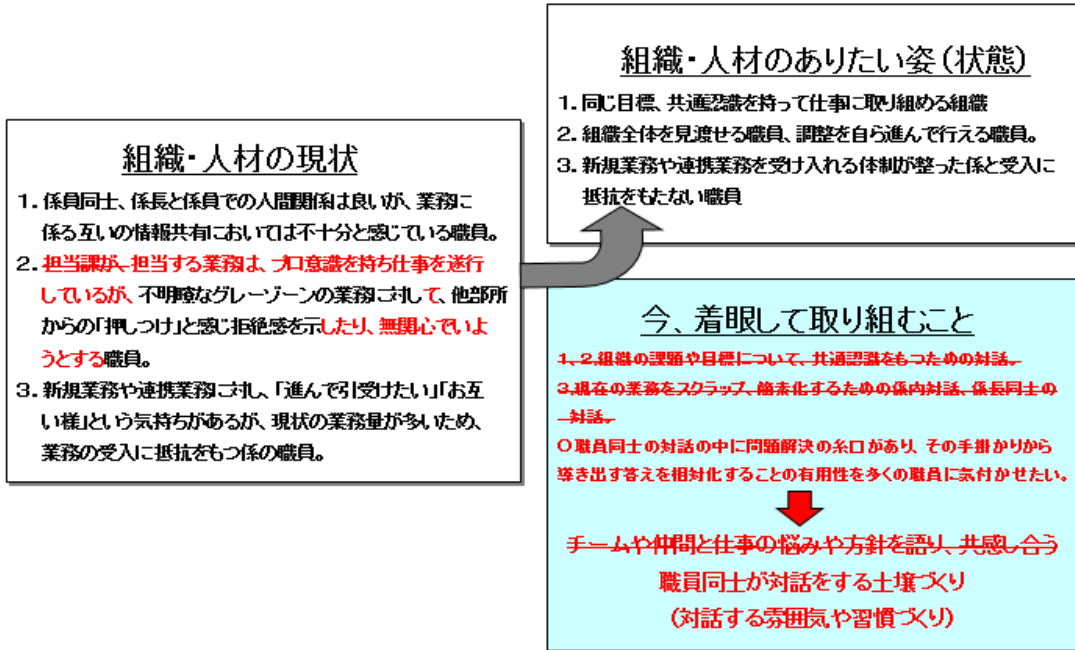 組織・人材のありたい姿(状態)
1. 同じ目標、共通認識を持って仕事に取り組める組織
2. 組織全体を見渡せる職員、調整を自ら進んで行える職員。
3. 新規業務や連携業務を受け入れる体制が整った係と受入に
抵抗をもたない職員
組織・人材の現状
1. 係員同士、係長と係員での人間関係は良いが、業務に
係る互いの情報共有においては不十分と感じている職員。
2. 担当課が、担当する業務は、プロ意識を持ち仕事を遂行
しているが、不明瞭なグレーゾーンの業務に対して、他部所
からの「押しつけ」と感じ拒絶感を示したり、無関心でいよ
うとする職員。
3. 新規業務や連携業務に対し、「進んで引受けたい」「お互
い様」という気持ちがあるが、現状の業務量が多いため、
業務の受入に抵抗をもつ係の職員。
今、着眼して取り組むこと
1、2.組織の課題や目標について、共通認識をもつための対話。
3.現在の業務をスクラップ、簡素化するための係内対話、係長同士の
対話。
○職員同士の対話の中に問題解決の糸口があり、その手掛かりから
導き出す答えを相対化することの有用性を多くの職員に気付かせたい。
チームや仲間と仕事の悩みや方針を語り、共感し合う
職員同士が対話をする土壌づくり
(対話する雰囲気や習慣づくり)